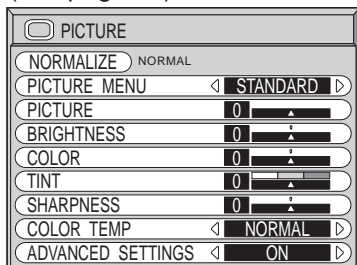 PICTURE
NORMALIZE NORMAL
PICTURE MENU STANDARD
PICTURE 0
BRIGHTNESS 0
COLOR 0
TINT 0
SHARPNESS 0
COLOR TEMP NORMAL
ADVANCED SETTINGS ON